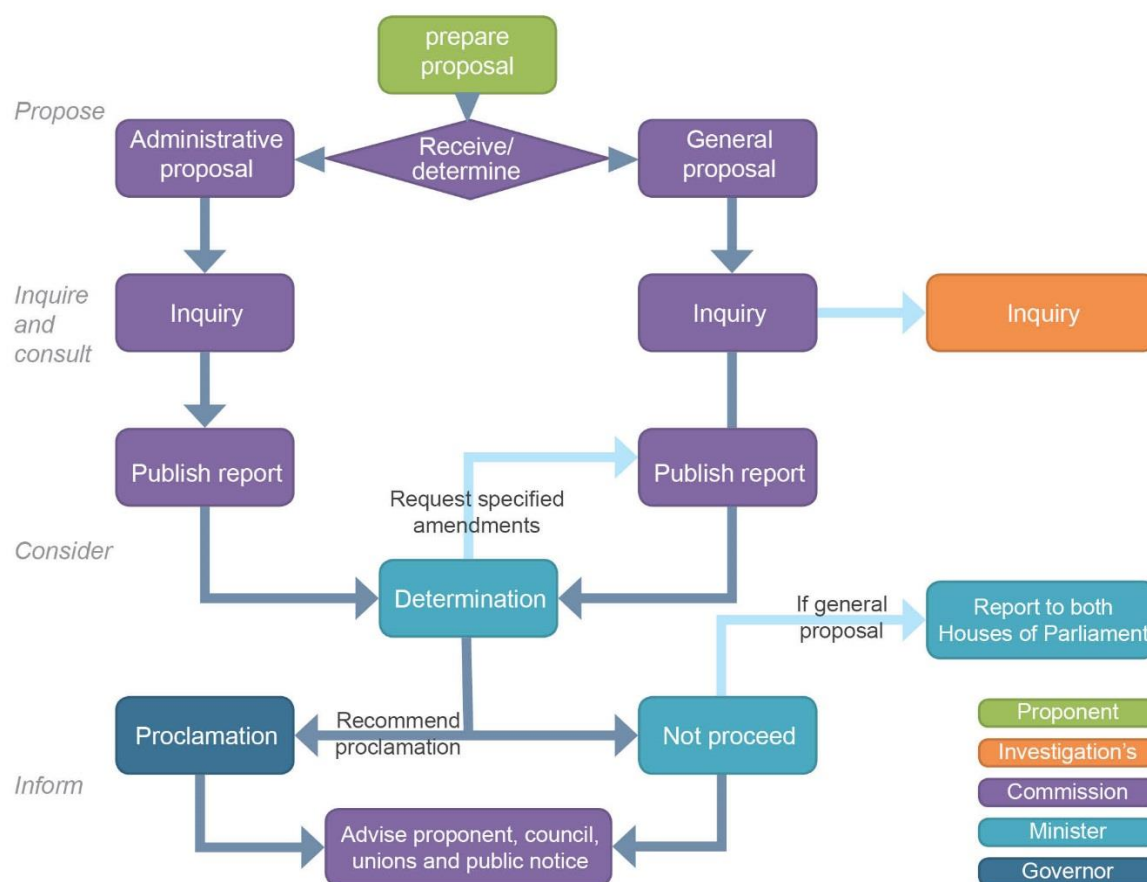 prepare
proposal
Propose
Administrative
proposal
Receive/
determine
General
proposal
Inquire
and
consult
Inquiry
Inquiry
Inquiry
Publish report
Publish report
Request specified
amendments
Consider
Determination
If general
proposal
Report to both
Houses of Parliament
Proclamation
Recommend
proclamation
Not proceed
Inform
Advise proponent, council,
unions and public notice
Proponent
Investigation's
Commission
Minister
Governor